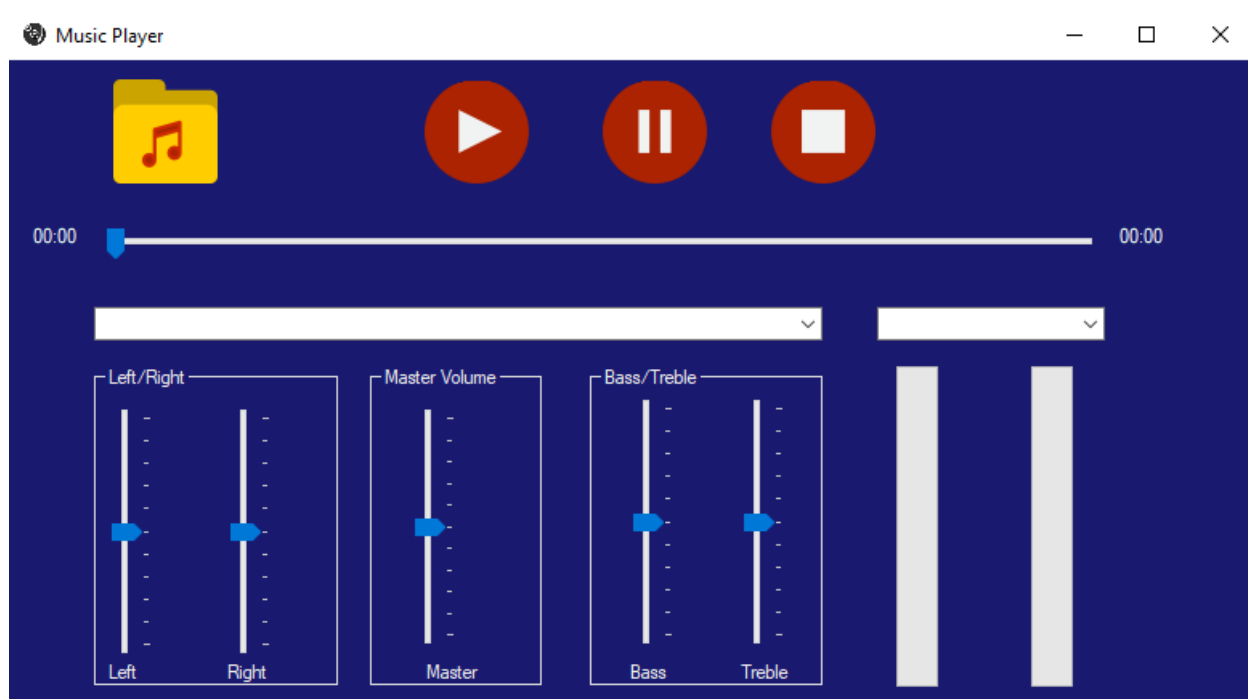 Music Player
00:00
00:00
Left/Right
Master Volume
Bass/Treble
Left
Right
Master
Bass
Treble